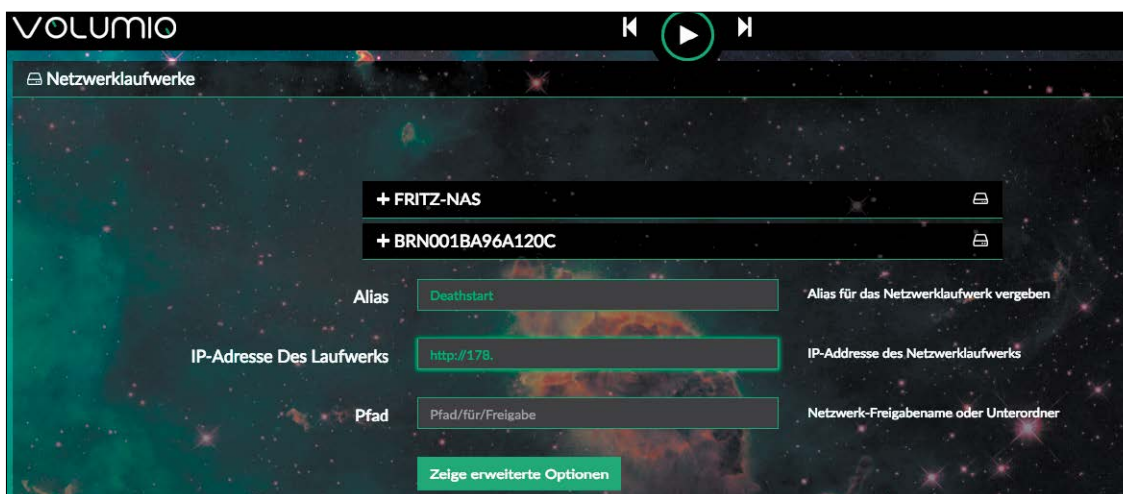 VOLUMIO
Netzwerklaufwerke
+ FRITZ-NAS
+ BRN001BA96A120C
Alias Deathstart Alias für das Netzwerklaufwerk vergeben
IP-Adresse Des Laufwerks http://178. IP-Addresse des Netzwerklaufwerks
Pfad Pfad/für/Freigabe Netzwerk-Freigabename oder Unterordner
Zeige erweiterte Optionen